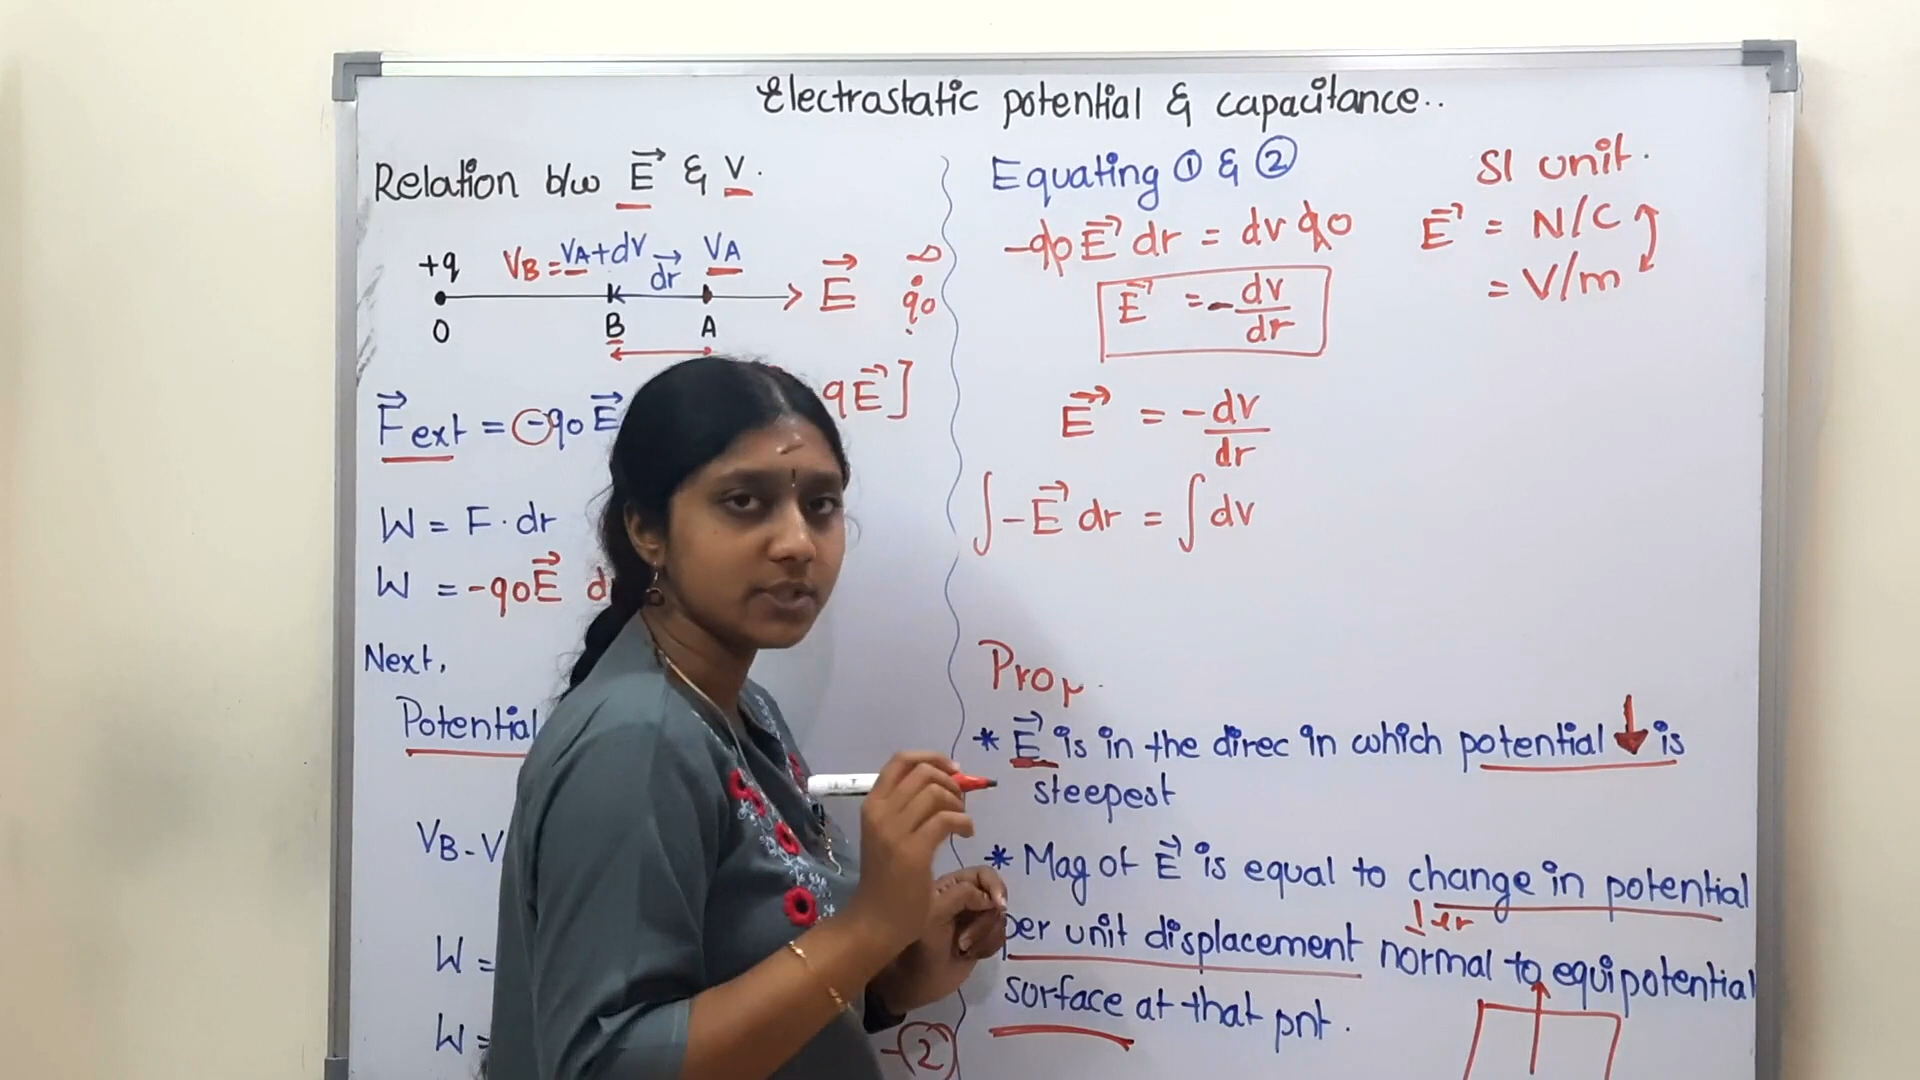 Electrastatic potential & capacitance..
Relation b/w E⃗ & V.
+q VB = VA+dV dr⃗ VA
O B A E⃗ ∞ q0
F⃗ext = -q0 E⃗ qE⃗]
W = F · dr
W = -q0E⃗
Next,
Potential
VB - V
W =
W = -②
Equating ① & ②
-q0 E⃗ dr = dv q0
E⃗ = - dv/dr
E⃗ = - dv/dr
∫ -E⃗ dr = ∫ dv
SI unit.
E⃗ = N/C
= V/m
Prop.
* E⃗ is in the direc in which potential ↓ is
steepest
* Mag of E⃗ is equal to change in potential
per unit displacement normal to equipotential
surface at that pnt.